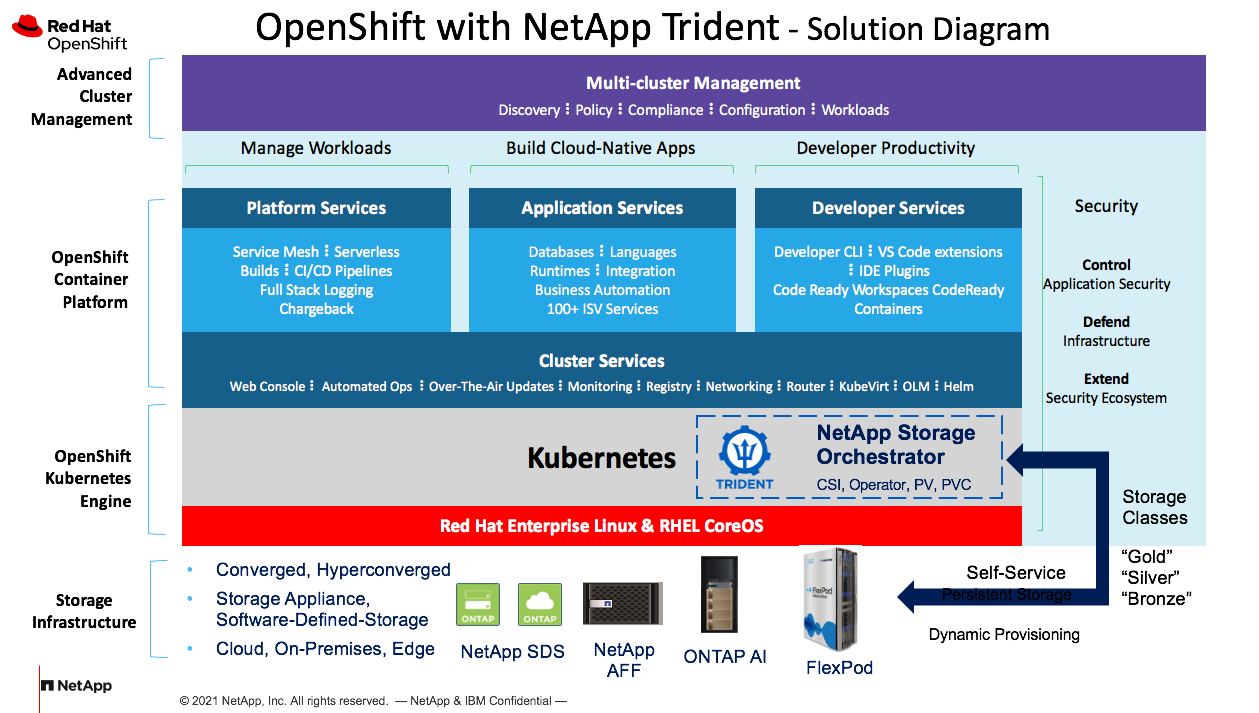 Red Hat
OpenShift
OpenShift with NetApp Trident - Solution Diagram
Advanced
Cluster
Management
Multi-cluster Management
Discovery ⁝ Policy ⁝ Compliance ⁝ Configuration ⁝ Workloads
Manage Workloads
Build Cloud-Native Apps
Developer Productivity
OpenShift
Container
Platform
Platform Services
Service Mesh ⁝ Serverless
Builds ⁝ CI/CD Pipelines
Full Stack Logging
Chargeback
Application Services
Databases ⁝ Languages
Runtimes ⁝ Integration
Business Automation
100+ ISV Services
Developer Services
Developer CLI ⁝ VS Code extensions
⁝ IDE Plugins
Code Ready Workspaces CodeReady
Containers
Security
Control
Application Security
Defend
Infrastructure
Extend
Security Ecosystem
Cluster Services
Web Console ⁝ Automated Ops ⁝ Over-The-Air Updates ⁝ Monitoring ⁝ Registry ⁝ Networking ⁝ Router ⁝ KubeVirt ⁝ OLM ⁝ Helm
OpenShift
Kubernetes
Engine
Kubernetes
TRIDENT
NetApp Storage
Orchestrator
CSI, Operator, PV, PVC
Red Hat Enterprise Linux & RHEL CoreOS
Storage
Classes
“Gold”
“Silver”
“Bronze”
Storage
Infrastructure
• Converged, Hyperconverged
• Storage Appliance,
Software-Defined-Storage
• Cloud, On-Premises, Edge
ONTAP
ONTAP
NetApp SDS
NetApp
AFF
ONTAP AI
FlexPod
FlexPod
Self-Service
Persistent Storage
Dynamic Provisioning
NetApp
© 2021 NetApp, Inc. All rights reserved. — NetApp & IBM Confidential —